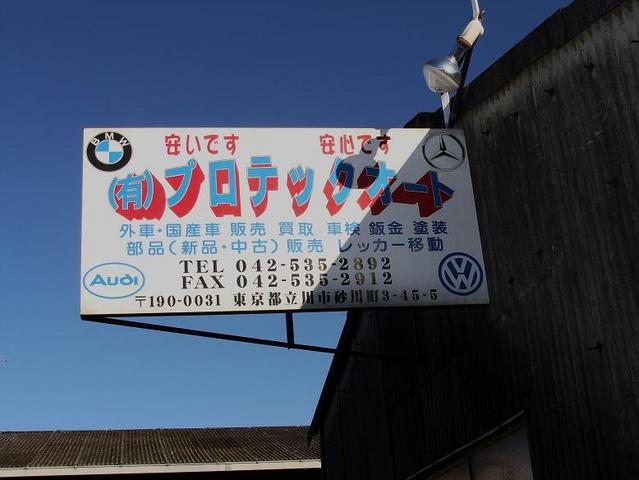 BMW
安いです 安心です
(有)プロテックオート
外車・国産車 販売 買取 車検 鈑金 塗装
部品(新品・中古)販売 レッカー移動
Audi
TEL 042-535-2892
FAX 042-535-2912
〒190-0031 東京都立川市砂川町3-45-5